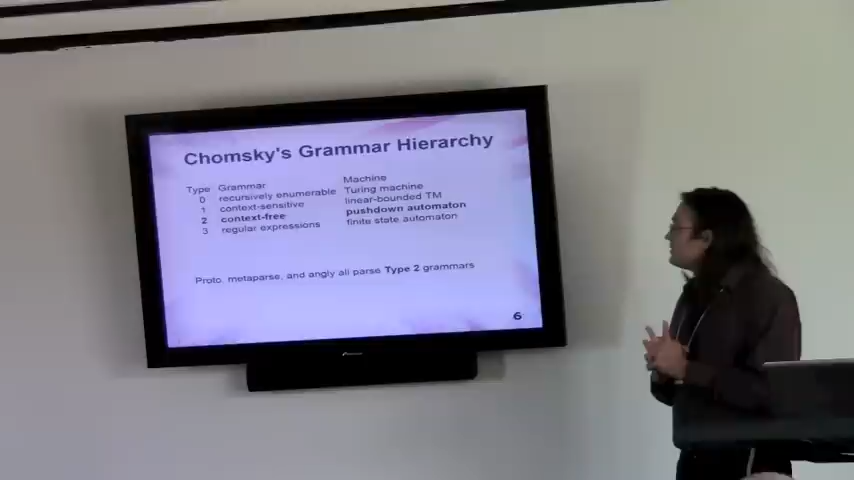 Chomsky's Grammar Hierarchy
Type Grammar Machine
0 recursively enumerable Turing machine
1 context-sensitive linear-bounded TM
2 context-free pushdown automaton
3 regular expressions finite state automaton
Proto, metaparse, and angly all parse Type 2 grammars
6